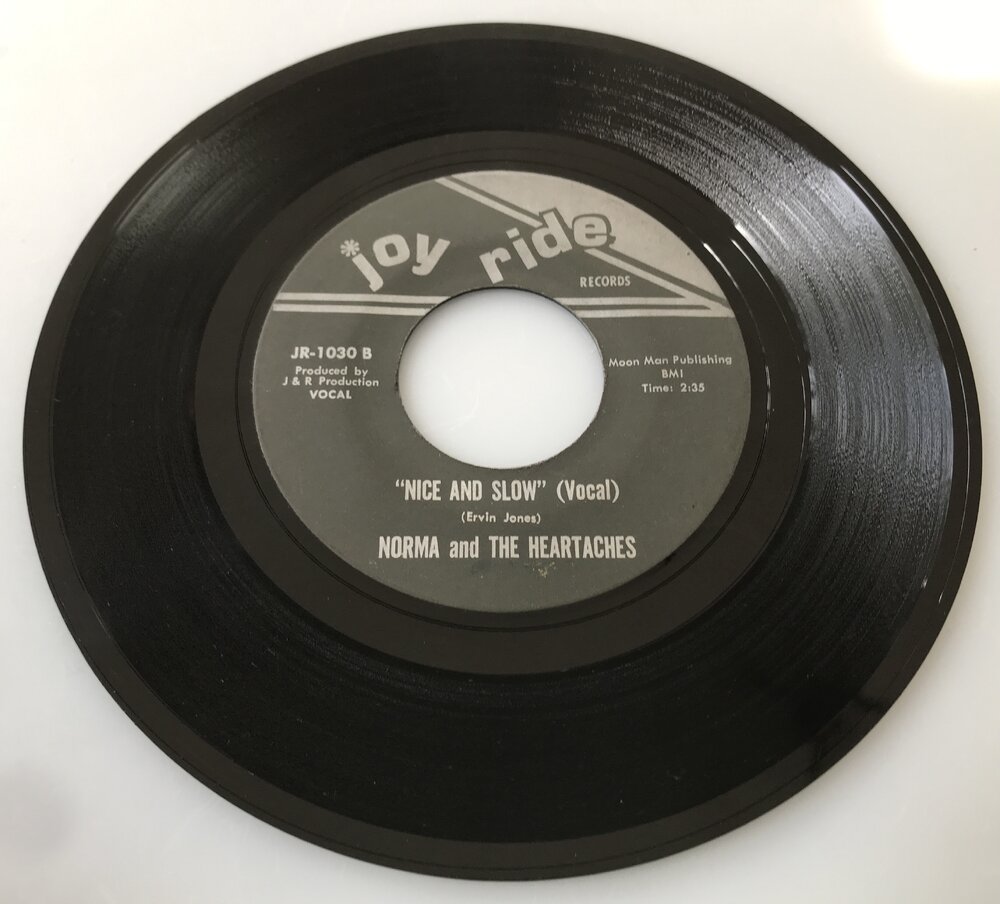 joy ride
RECORDS
JR-1030 B
Produced by
J & R Production
VOCAL
Moon Man Publishing
BMI
Time: 2:35
"NICE AND SLOW" (Vocal)
(Ervin Jones)
NORMA and THE HEARTACHES